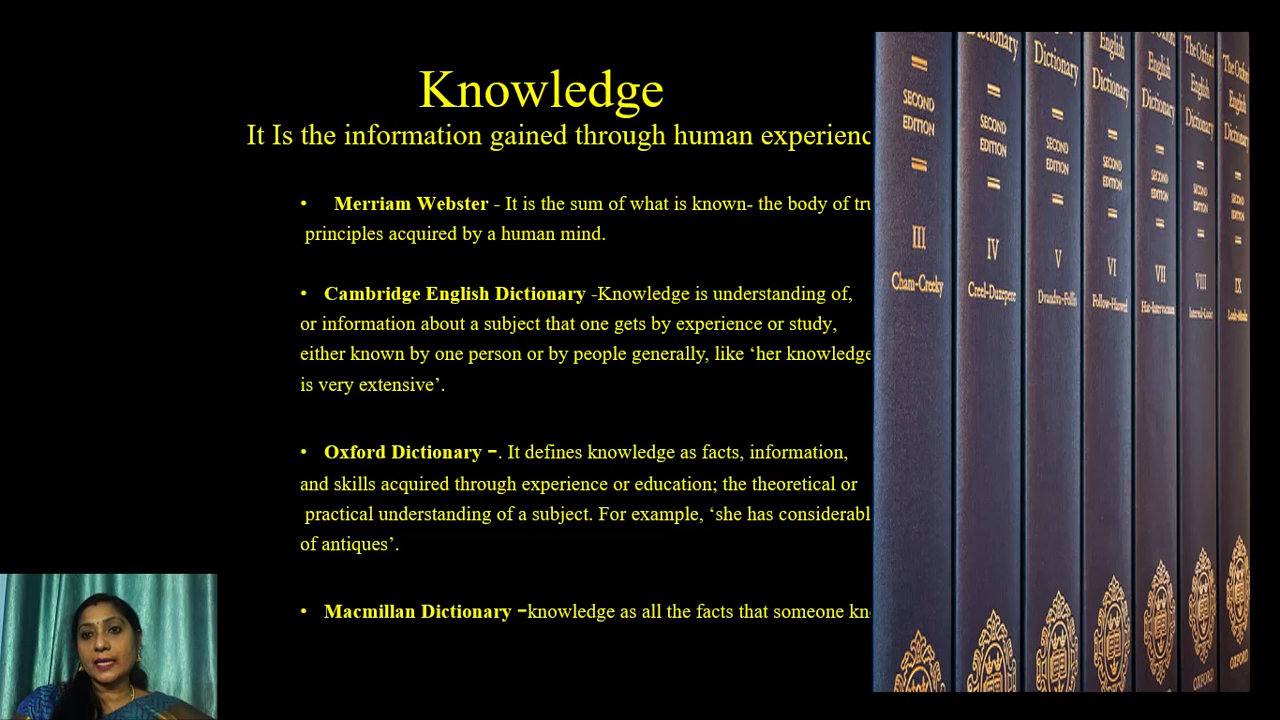 Knowledge
It Is the information gained through human experienc
• Merriam Webster - It is the sum of what is known- the body of tru
principles acquired by a human mind.
• Cambridge English Dictionary -Knowledge is understanding of,
or information about a subject that one gets by experience or study,
either known by one person or by people generally, like ‘her knowledge
is very extensive’.
• Oxford Dictionary –. It defines knowledge as facts, information,
and skills acquired through experience or education; the theoretical or
practical understanding of a subject. For example, ‘she has considerabl
of antiques’.
• Macmillan Dictionary –knowledge as all the facts that someone kn
Dictionary
SECOND
EDITION
III
Cham-Creeky
Dictionary
SECOND
EDITION
IV
Creel-Duzepere
Dictionary
SECOND
EDITION
V
English
Dictionary
SECOND
EDITION
VI
Oxford
English
Dictionary
SECOND
EDITION
VII
The Oxford
English
Dictionary
SECOND
EDITION
VIII
OXFORD
The Oxford
English
Dictionary
SECOND
EDITION
IX
OXFORD